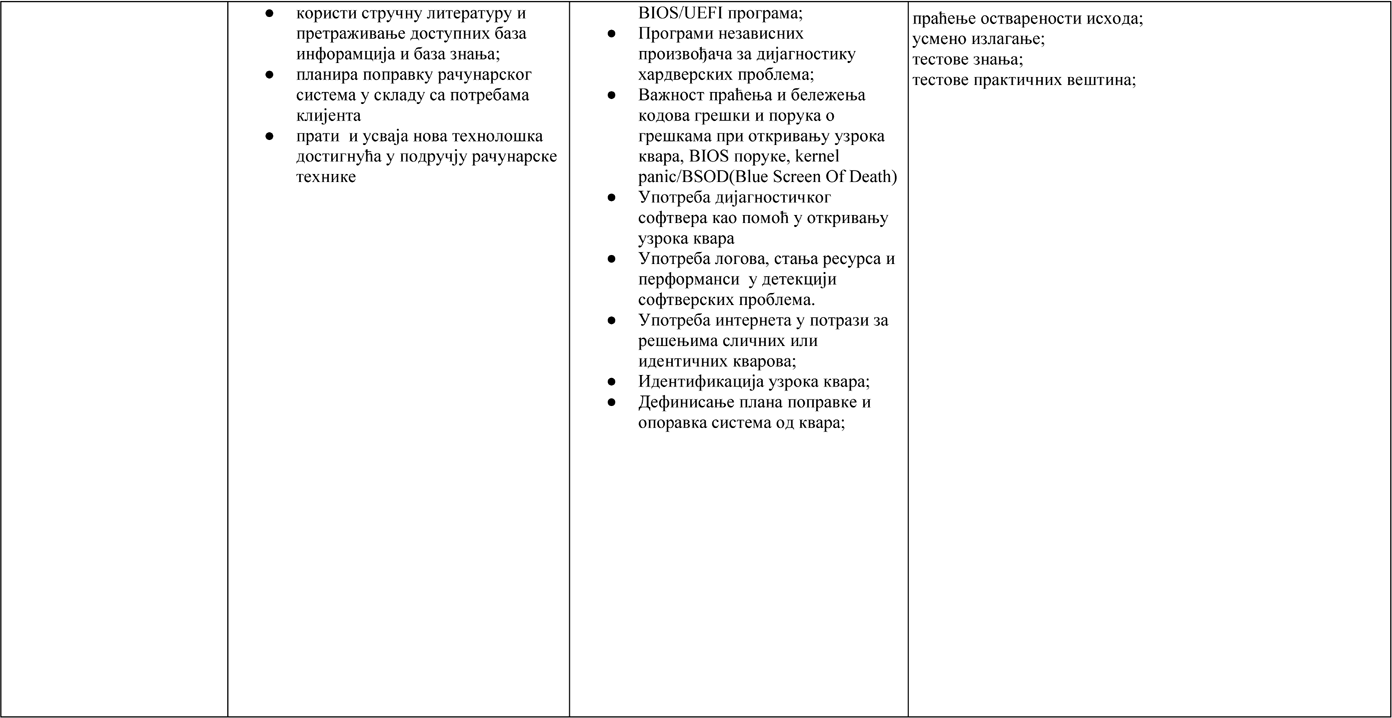 ● користи стручну литературу и
претраживање доступних база
инфорамција и база знања;
● планира поправку рачунарског
система у складу са потребама
клијента
● прати  и усваја нова технолошка
достигнућа у подручју рачунарске
технике
BIOS/UEFI програма;
● Програми независних
произвођача за дијагностику
хардверских проблема;
● Важност праћења и бележења
кодова грешки и порука о
грешкама при откривању узрока
квара, BIOS поруке, kernel
panic/BSOD(Blue Screen Of Death)
● Употреба дијагностичког
софтвера као помоћ у откривању
узрока квара
● Употреба логова, стања ресурса и
перформанси  у детекцији
софтверских проблема.
● Употреба интернета у потрази за
решењима сличних или
идентичних кварова;
● Идентификација узрока квара;
● Дефинисање плана поправке и
опоравка система од квара;
праћење остварености исхода;
усмено излагање;
тестове знања;
тестове практичних вештина;